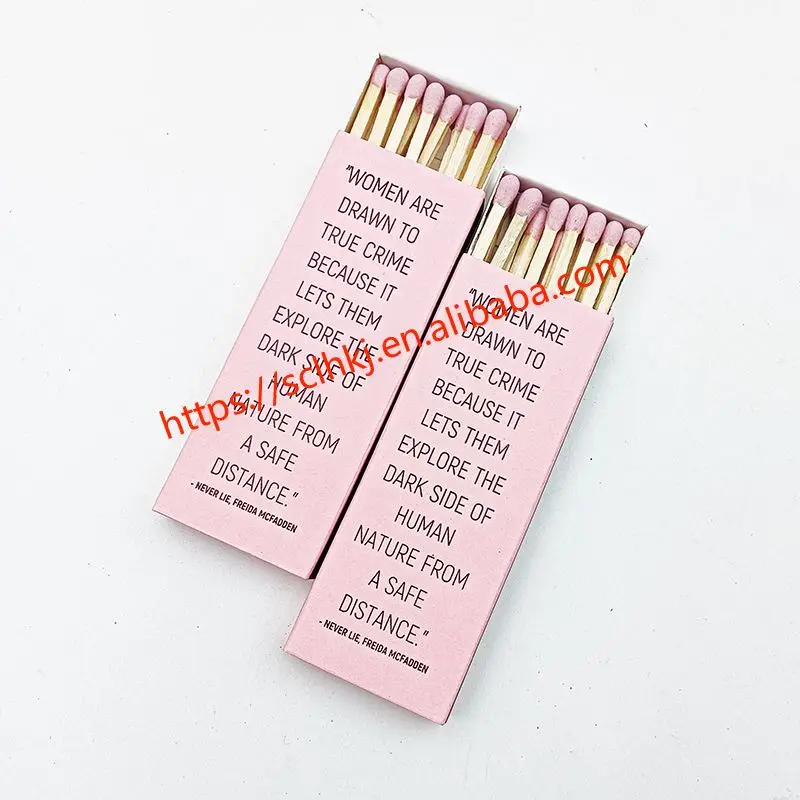 "WOMEN ARE
DRAWN TO
TRUE CRIME
BECAUSE IT
LETS THEM
EXPLORE THE
DARK SIDE OF
HUMAN
NATURE FROM
A SAFE
DISTANCE."
- NEVER LIE, FREIDA MCFADDEN
"WOMEN ARE
DRAWN TO
TRUE CRIME
BECAUSE IT
LETS THEM
EXPLORE THE
DARK SIDE OF
HUMAN
NATURE FROM
A SAFE
DISTANCE."
- NEVER LIE, FREIDA MCFADDEN
https://sclhkj.en.alibaba.com